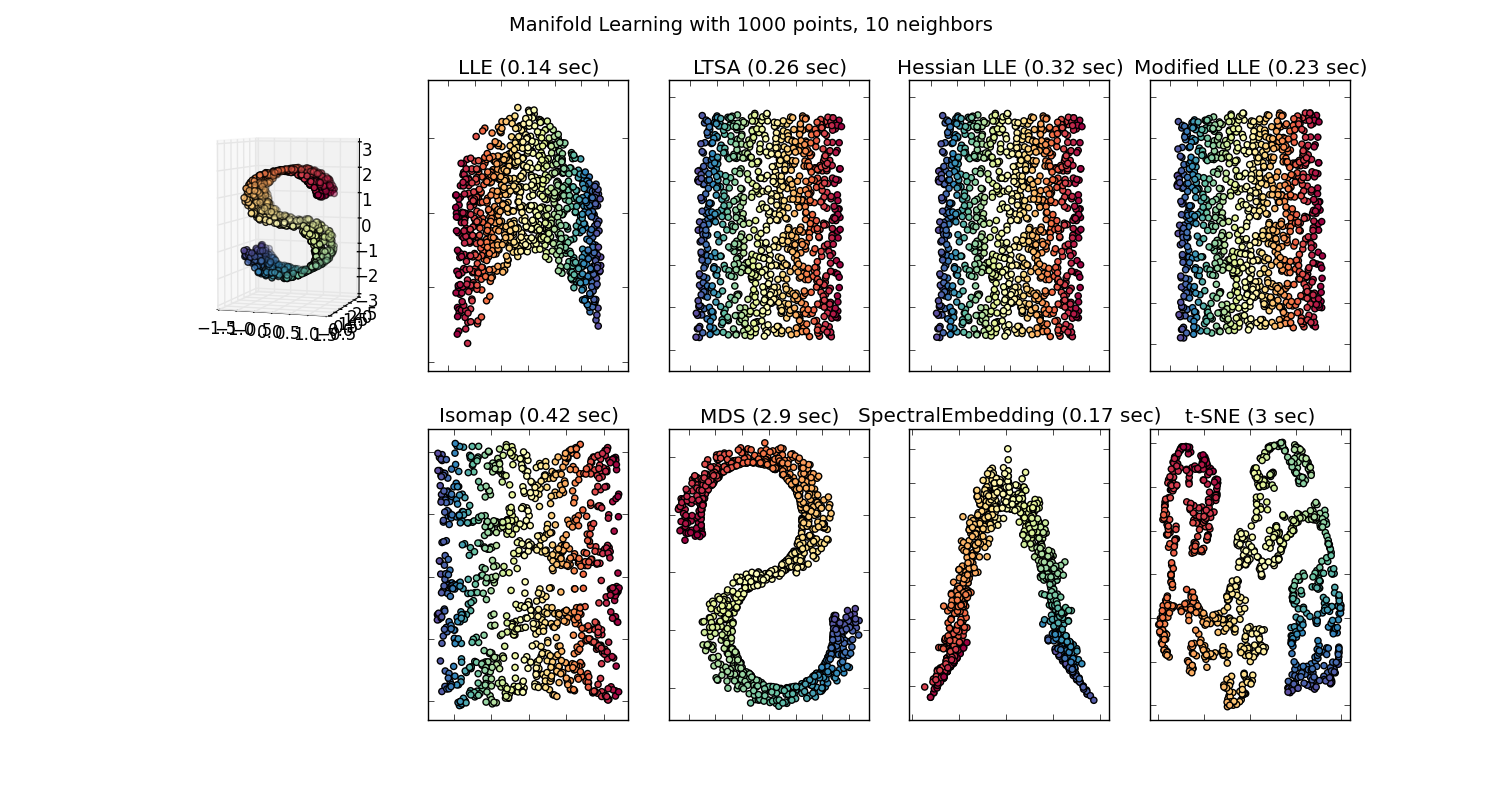 Manifold Learning with 1000 points, 10 neighbors
LLE (0.14 sec)
LTSA (0.26 sec)
Hessian LLE (0.32 sec)
Modified LLE (0.23 sec)
3
2
1
0
−1
−2
−3
Isomap (0.42 sec)
MDS (2.9 sec)
SpectralEmbedding (0.17 sec)
t-SNE (3 sec)